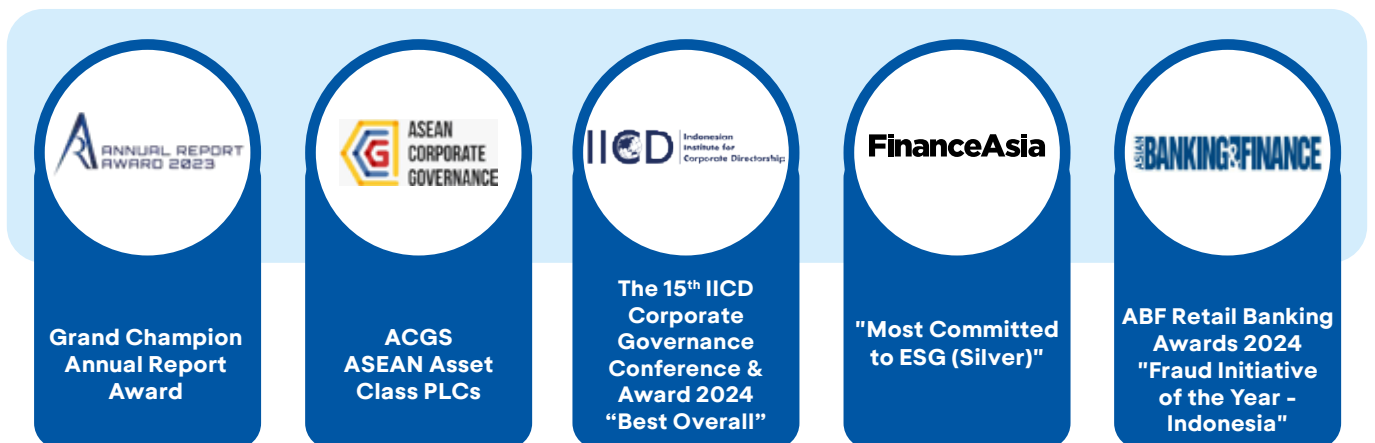 ANNUAL REPORT
AWARD 2023
Grand Champion
Annual Report
Award
ASEAN
CORPORATE
GOVERNANCE
ACGS
ASEAN Asset
Class PLCs
IICD
Indonesian
Institute for
Corporate Directorship
The 15th IICD
Corporate
Governance
Conference &
Award 2024
“Best Overall”
FinanceAsia
"Most Committed
to ESG (Silver)"
ASIAN BANKING&FINANCE
ABF Retail Banking
Awards 2024
"Fraud Initiative
of the Year -
Indonesia"